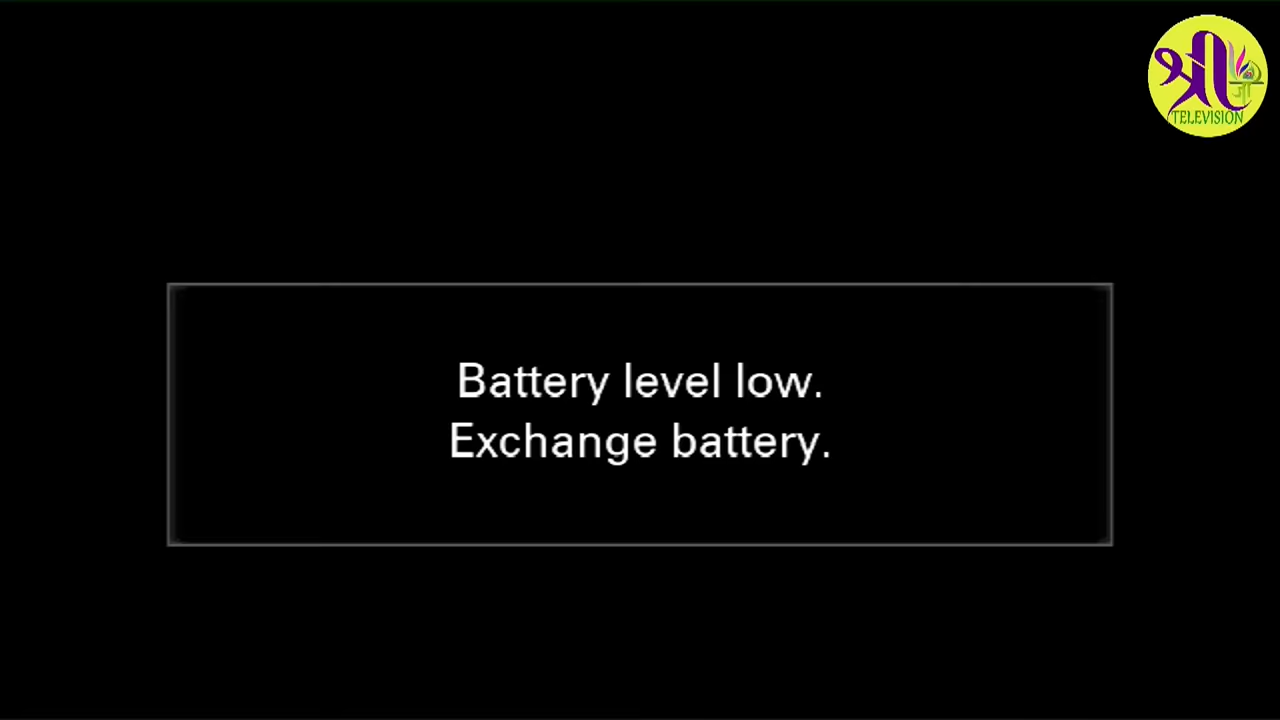 श्री
जी
TELEVISION
Battery level low.
Exchange battery.